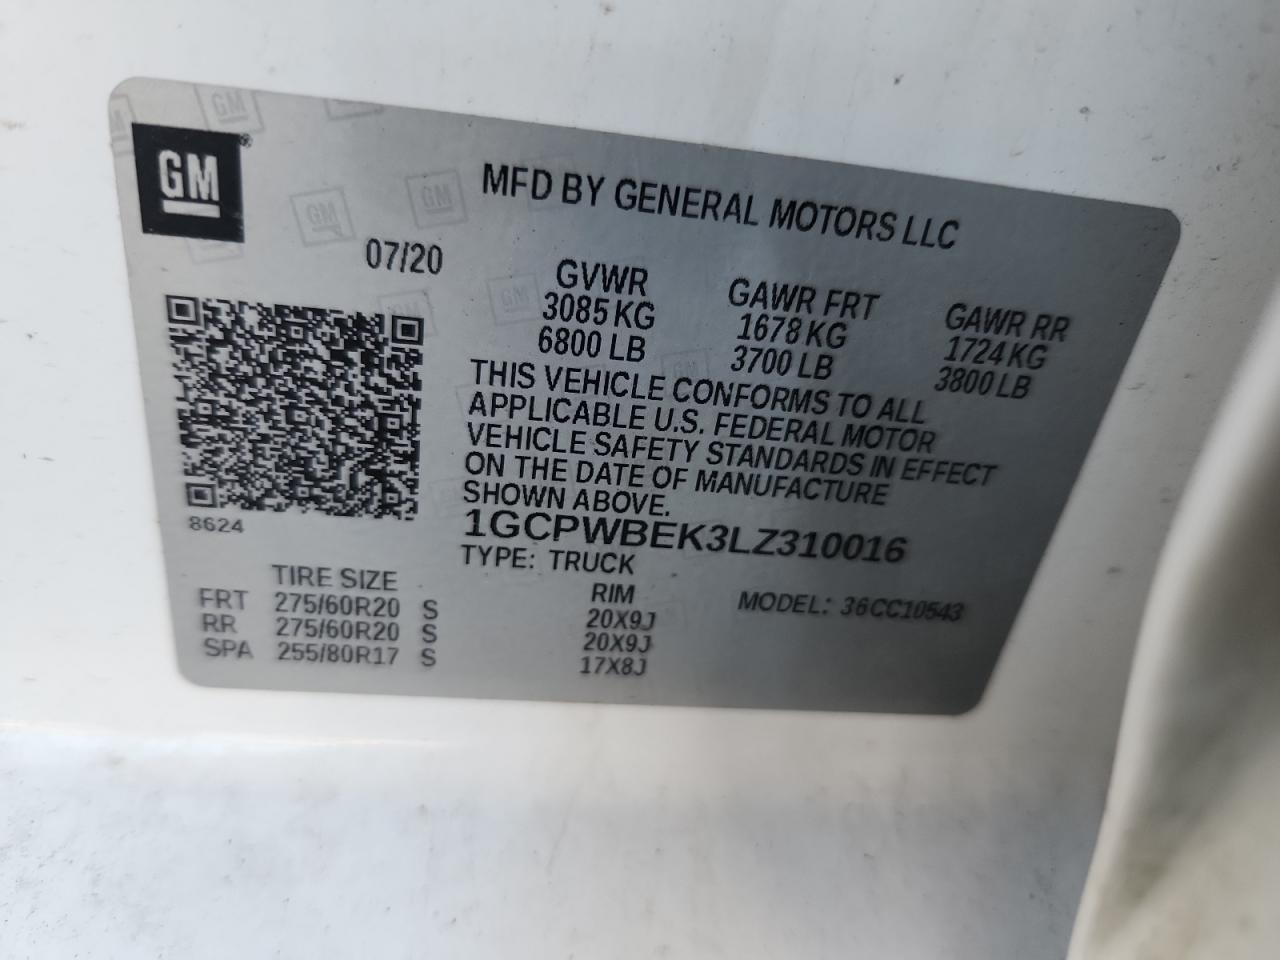 GM
MFD BY GENERAL MOTORS LLC
07/20
GVWR GAWR FRT GAWR RR
3085 KG 1678 KG 1724 KG
6800 LB 3700 LB 3800 LB
THIS VEHICLE CONFORMS TO ALL
APPLICABLE U.S. FEDERAL MOTOR
VEHICLE SAFETY STANDARDS IN EFFECT
ON THE DATE OF MANUFACTURE
SHOWN ABOVE.
8624
1GCPWBEK3LZ310016
TYPE: TRUCK
MODEL: 36CC10543
TIRE SIZE RIM
FRT 275/60R20 S 20X9J
RR 275/60R20 S 20X9J
SPA 255/80R17 S 17X8J